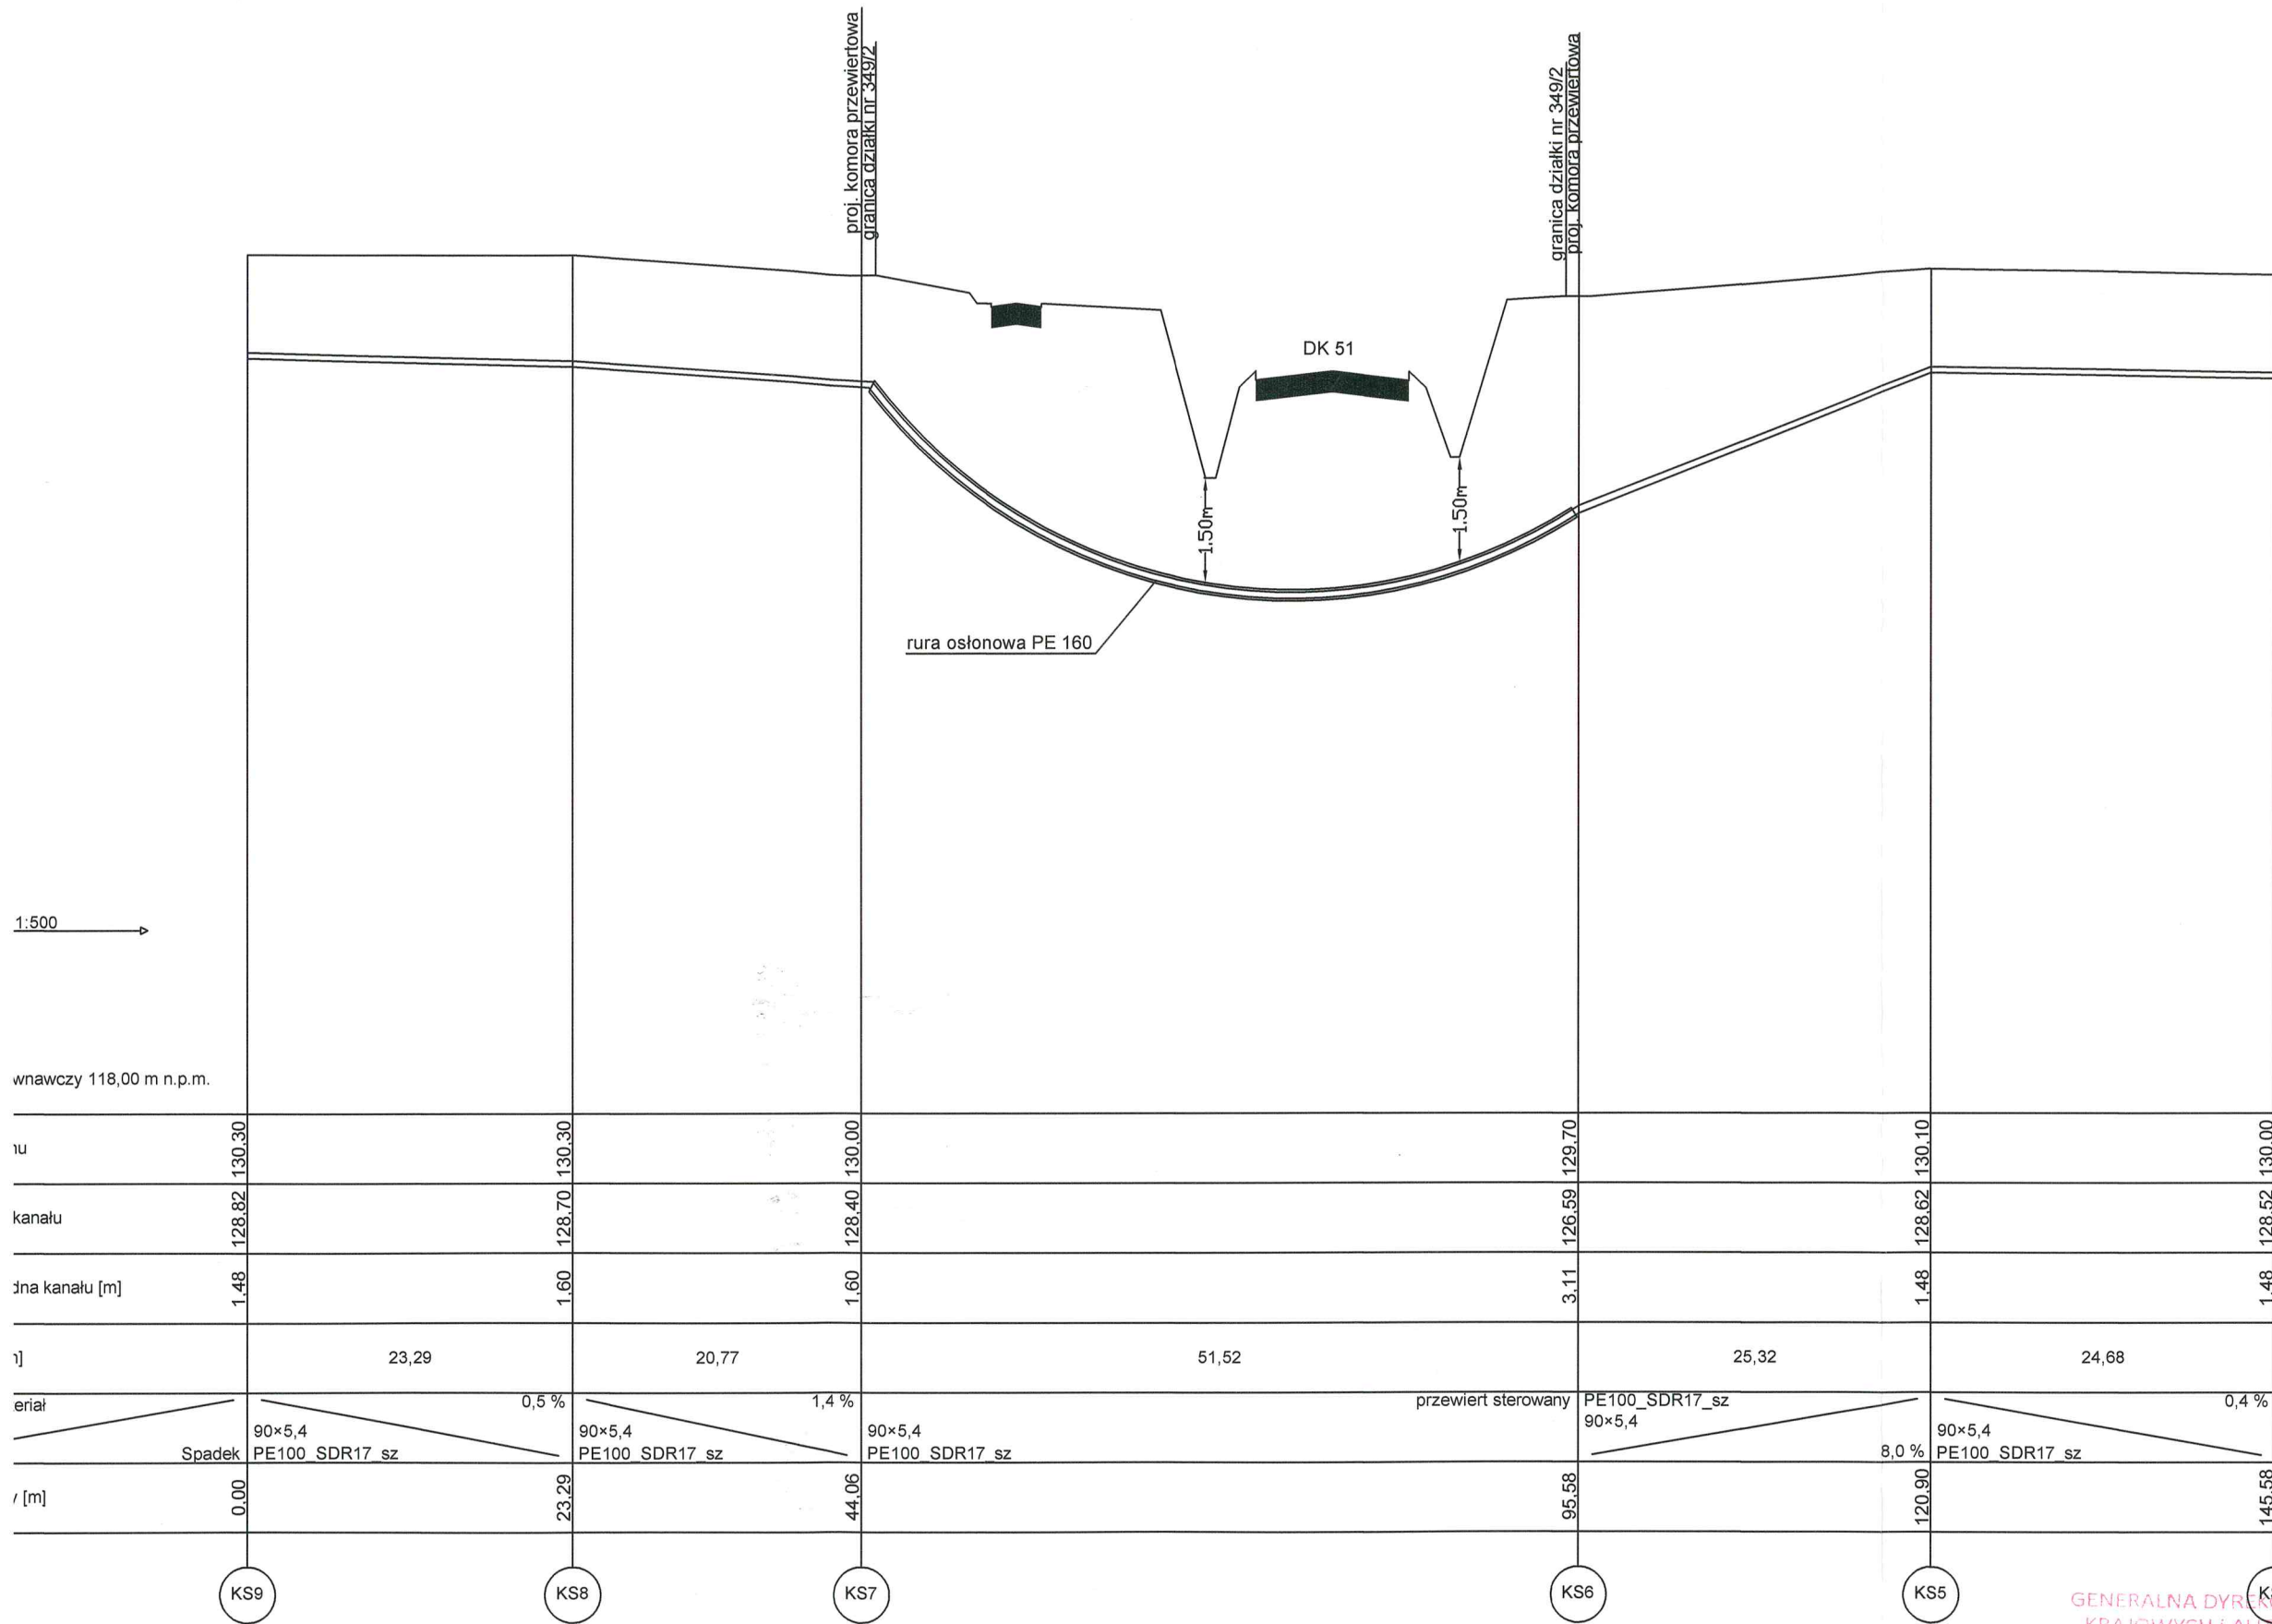 proj. komora przewiertowa
granica działki nr 349/2
granica działki nr 349/2
proj. komora przewiertowa
DK 51
1.50m
1.50m
rura osłonowa PE 160
1:500
wnawczy 118,00 m n.p.m.
nu 130,30 130,30 130,00 129,70 130,10 130,00
kanału 128,82 128,70 128,40 126,59 128,62 128,52
dna kanału [m] 1,48 1,60 1,60 3,11 1,48 1,48
23,29 20,77 51,52 25,32 24,68
eriał 0,5 % 1,4 % przewiert sterowany PE100_SDR17_sz 0,4 %
90×5,4 90×5,4 90×5,4 90×5,4 90×5,4
Spadek PE100_SDR17_sz PE100_SDR17_sz PE100_SDR17_sz 8,0 % PE100_SDR17_sz
[m] 0,00 23,29 44,06 95,58 120,90 145,58
KS9 KS8 KS7 KS6 KS5
GENERALNA